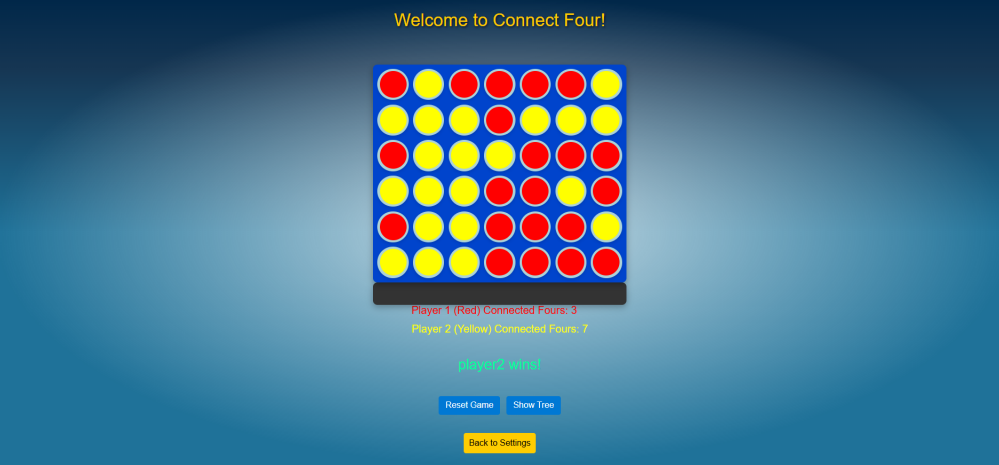 Welcome to Connect Four!
Player 1 (Red) Connected Fours: 3
Player 2 (Yellow) Connected Fours: 7
player2 wins!
Reset Game Show Tree
Back to Settings